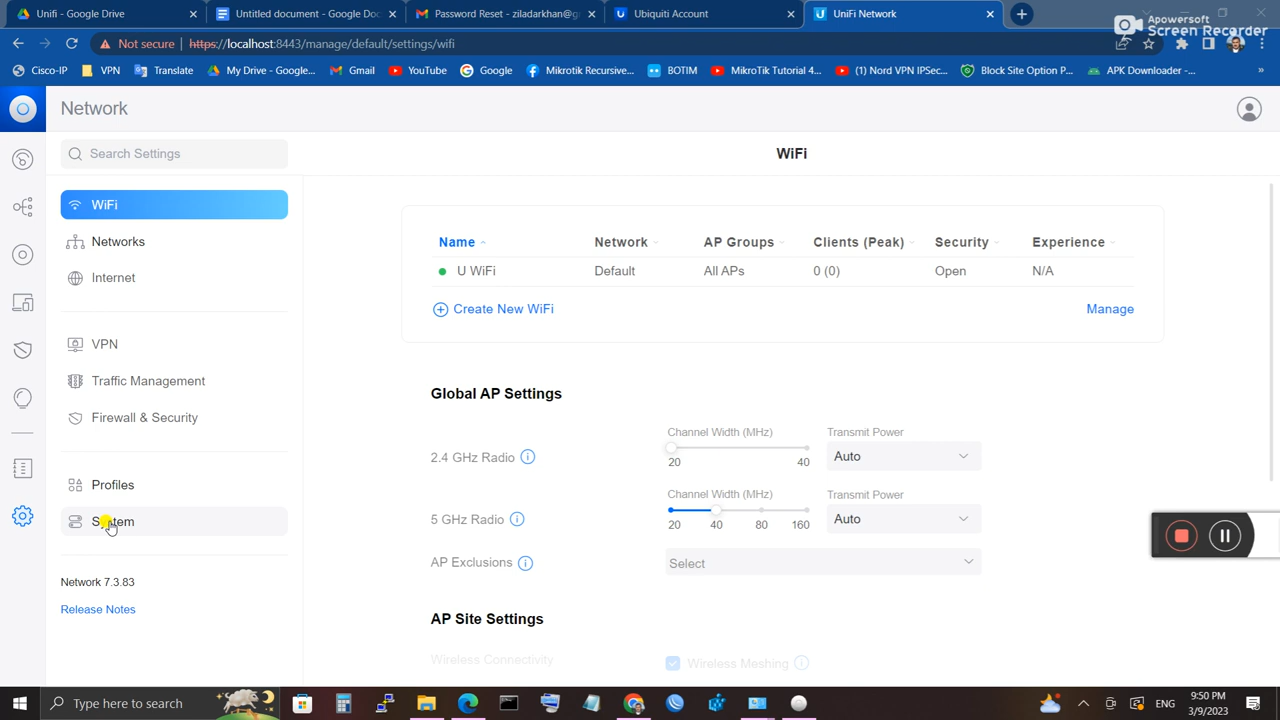 Unifi - Google Drive
Untitled document - Google Doc
Password Reset - ziladarkhan@g
Ubiquiti Account
UniFi Network
Apowersoft
Screen Recorder
Not secure
https://localhost:8443/manage/default/settings/wifi
Cisco-IP
VPN
Translate
My Drive - Google...
Gmail
YouTube
Google
Mikrotik Recursive...
BOTIM
MikroTik Tutorial 4...
(1) Nord VPN IPSec...
Block Site Option P...
APK Downloader -...
»
Network
Search Settings
WiFi
WiFi
Networks
Internet
VPN
Traffic Management
Firewall & Security
Profiles
System
Network 7.3.83
Release Notes
Name Network AP Groups Clients (Peak) Security Experience
U WiFi Default All APs 0 (0) Open N/A
Create New WiFi Manage
Global AP Settings
Channel Width (MHz) Transmit Power
2.4 GHz Radio Auto
20 40
Channel Width (MHz) Transmit Power
5 GHz Radio Auto
20 40 80 160
AP Exclusions Select
AP Site Settings
Wireless Connectivity Wireless Meshing
Type here to search
ENG
9:50 PM
3/9/2023